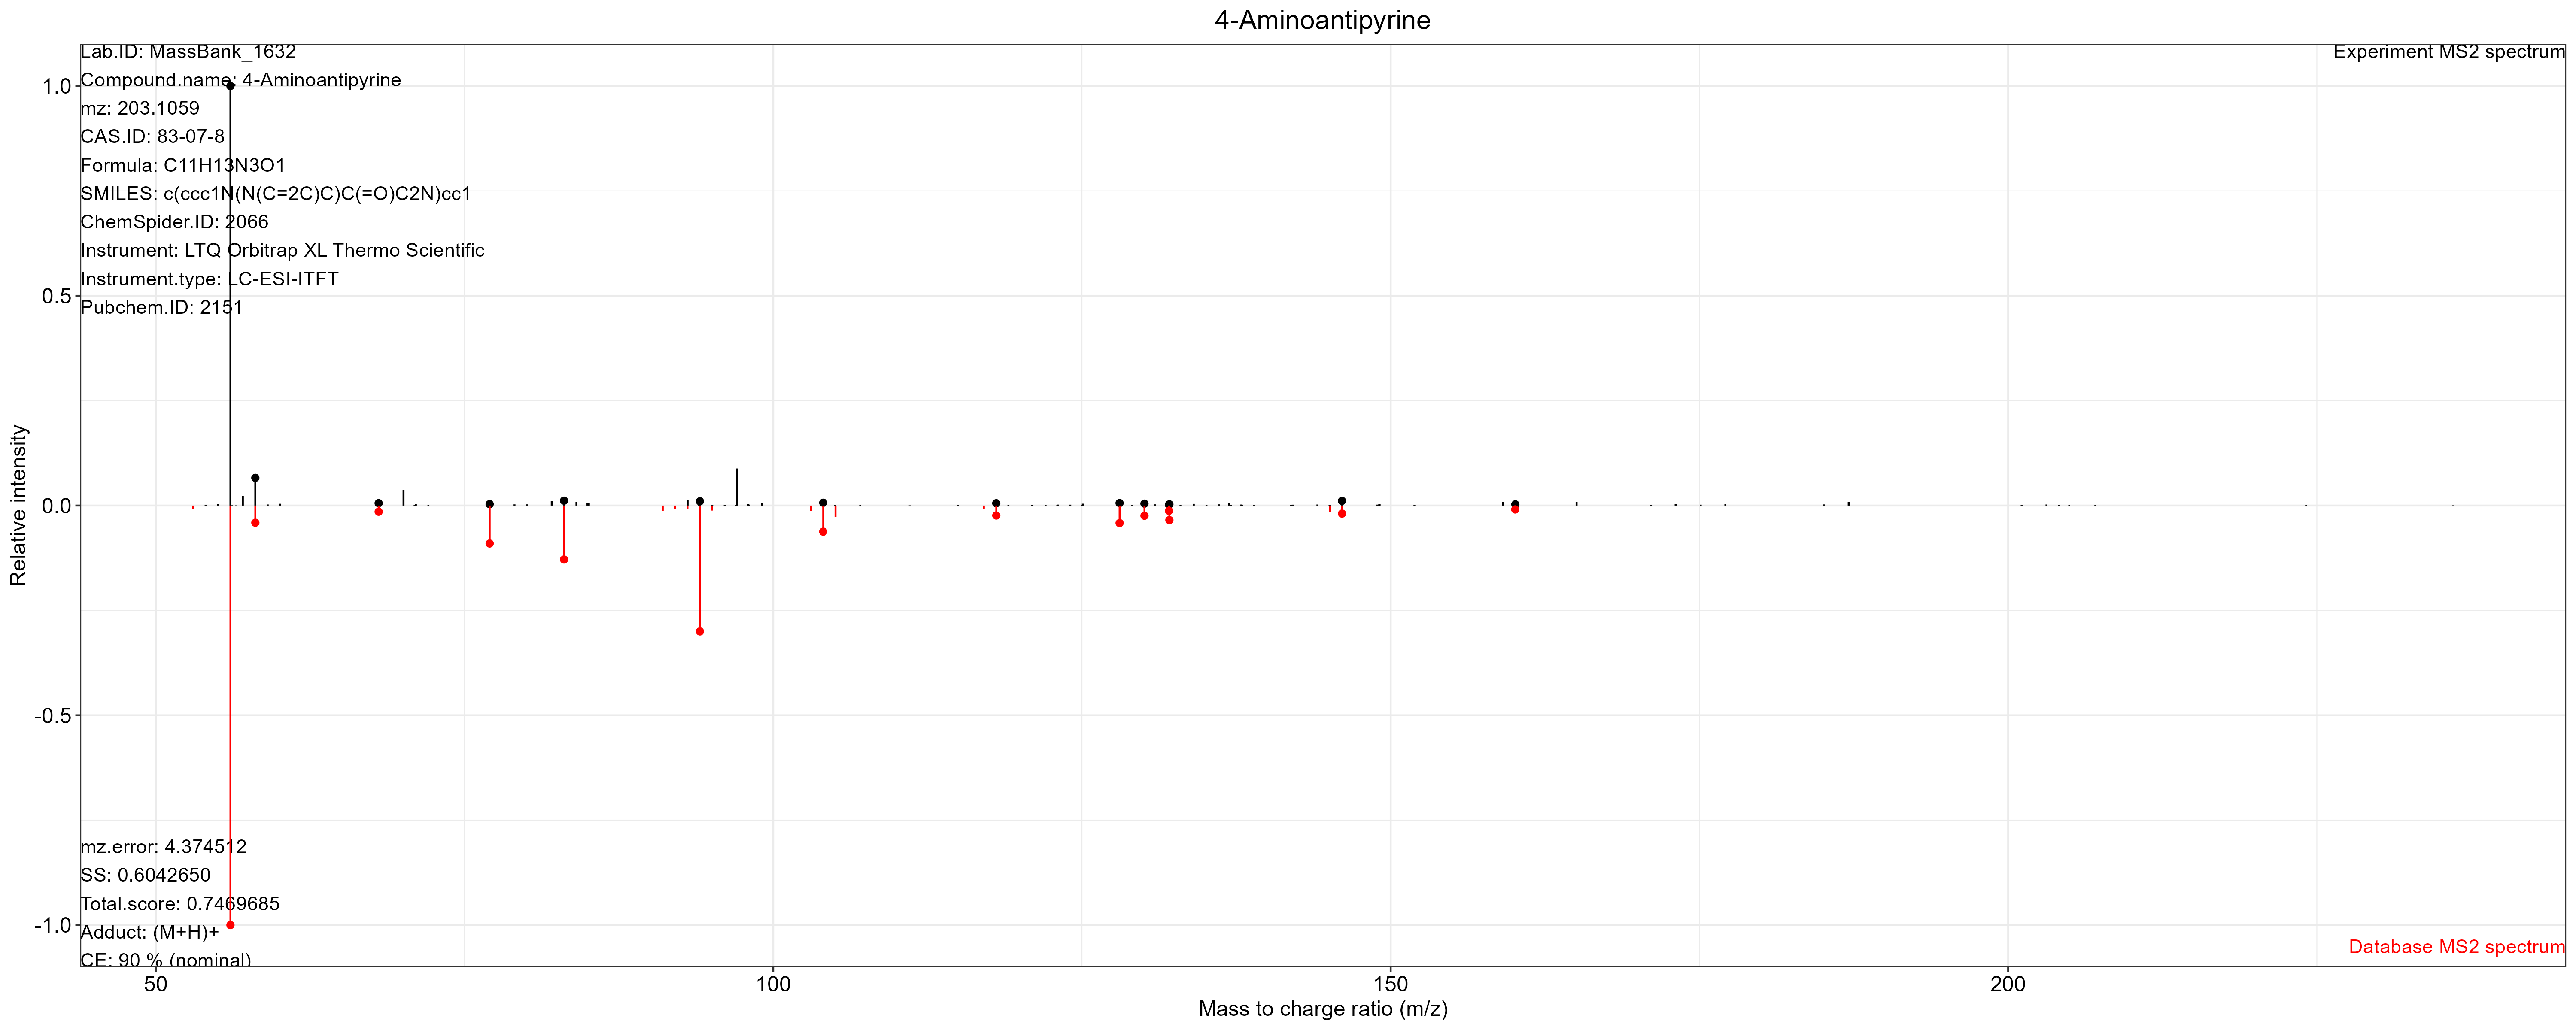 4-Aminoantipyrine
Lab.ID: MassBank_1632
Experiment MS2 spectrum
Compound.name: 4-Aminoantipyrine
mz: 203.1059
CAS.ID: 83-07-8
Formula: C11H13N3O1
SMILES: c(ccc1N(N(C=2C)C)C(=O)C2N)cc1
ChemSpider.ID: 2066
Instrument: LTQ Orbitrap XL Thermo Scientific
Instrument.type: LC-ESI-ITFT
Pubchem.ID: 2151
1.0
0.5
0.0
-0.5
-1.0
Relative intensity
mz.error: 4.374512
SS: 0.6042650
Total.score: 0.7469685
Adduct: (M+H)+
CE: 90 % (nominal)
Database MS2 spectrum
50
100
150
200
Mass to charge ratio (m/z)